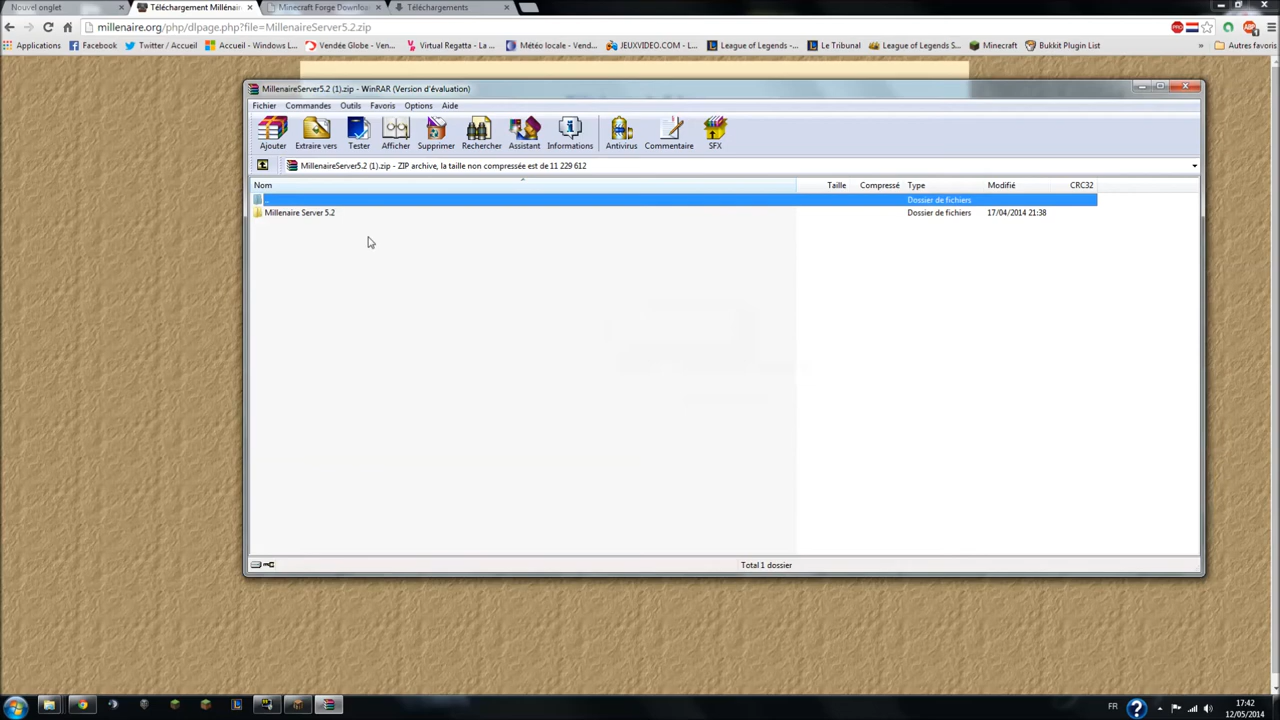 Nouvel onglet
Téléchargement Millénair
Minecraft Forge Downloa
Téléchargements
millenaire.org/php/dlpage.php?file=MillenaireServer5.2.zip
Applications
Facebook
Twitter / Accueil
Accueil - Windows L...
Vendée Globe - Ven...
Virtual Regatta - La ...
Météo locale - Vend...
JEUXVIDEO.COM - L...
League of Legends -...
Le Tribunal
League of Legends S...
Minecraft
Bukkit Plugin List
»
Autres favoris
MillenaireServer5.2 (1).zip - WinRAR (Version d'évaluation)
Fichier Commandes Outils Favoris Aide
Ajouter Extraire vers Tester Afficher Supprimer Rechercher Assistant Informations Antivirus Commentaire SFX
MillenaireServer5.2 (1).zip - ZIP archive, la taille non compressée est de 11 229 612
Nom Taille Compressé Type Modifié CRC32
.. Dossier de fichiers
Millenaire Server 5.2 Dossier de fichiers 17/04/2014 21:38
Total 1 dossier
FR
17:42
12/05/2014